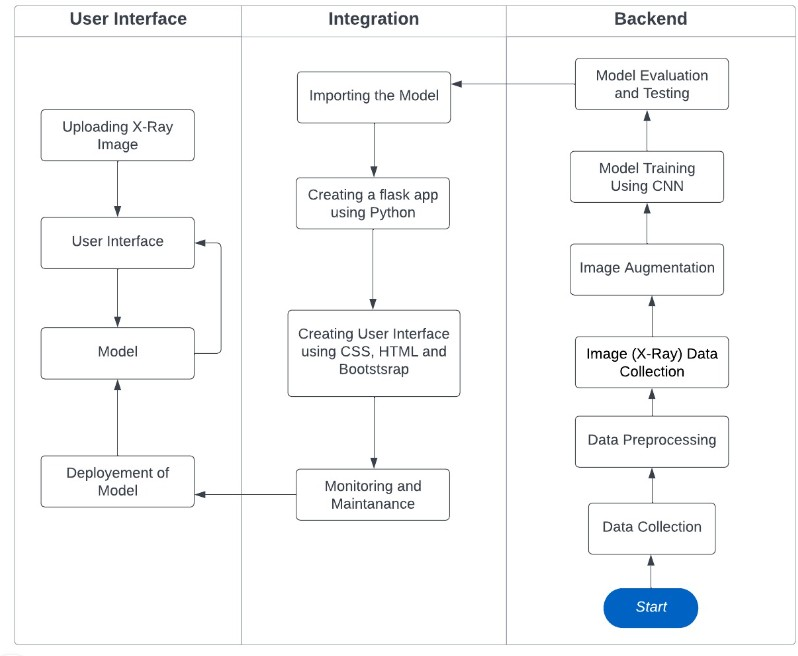 User Interface
Integration
Backend
Uploading X-Ray
Image
User Interface
Model
Deployement of
Model
Importing the Model
Creating a flask app
using Python
Creating User Interface
using CSS, HTML and
Bootstsrap
Monitoring and
Maintanance
Model Evaluation
and Testing
Model Training
Using CNN
Image Augmentation
Image (X-Ray) Data
Collection
Data Preprocessing
Data Collection
Start